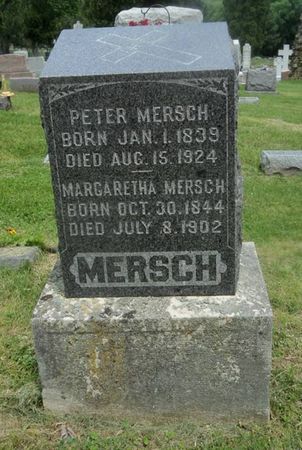 PETER MERSCH
BORN JAN. 1. 1839
DIED AUG. 15. 1924
MARGARETHA MERSCH
BORN OCT. 30. 1844
DIED JULY 8. 1902
MERSCH